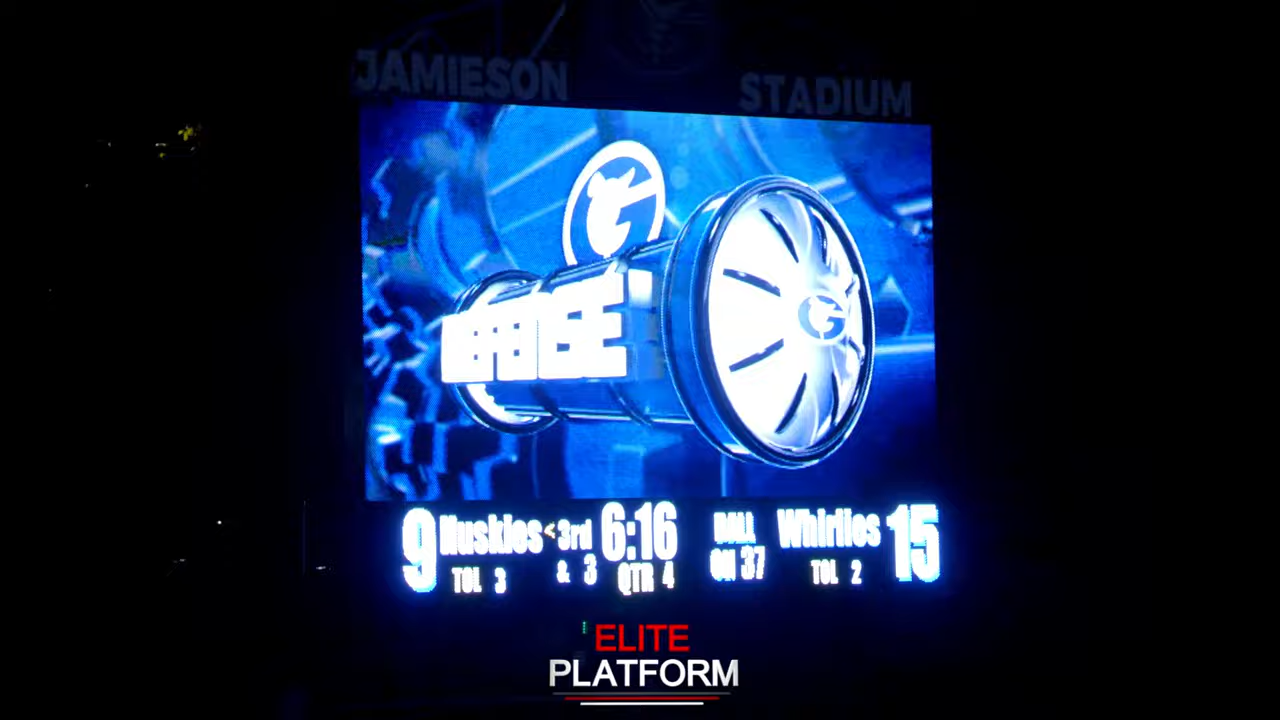 JAMIESON STADIUM
DEFENSE
9 Huskies <3rd 6:16 BALL Whirlies 15
TOL 3 & 3 QTR 4 ON 37 TOL 2
ELITE
PLATFORM